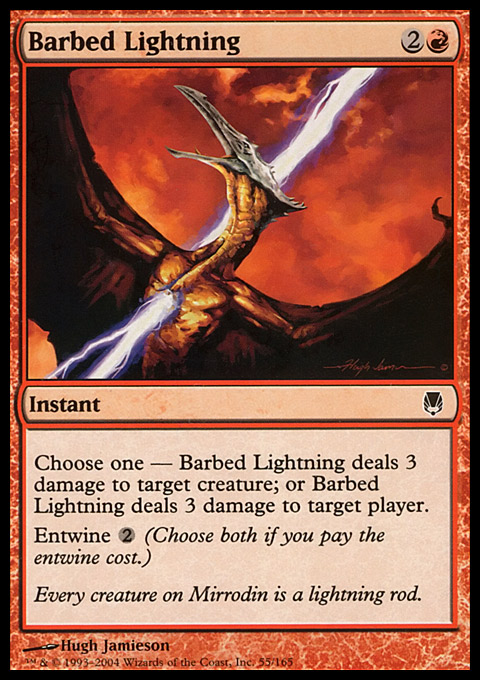 Barbed Lightning 2
Instant
Choose one — Barbed Lightning deals 3
damage to target creature; or Barbed
Lightning deals 3 damage to target player.
Entwine 2 (Choose both if you pay the
entwine cost.)
Every creature on Mirrodin is a lightning rod.
Hugh Jamieson
™ & © 1993–2004 Wizards of the Coast, Inc. 55/165